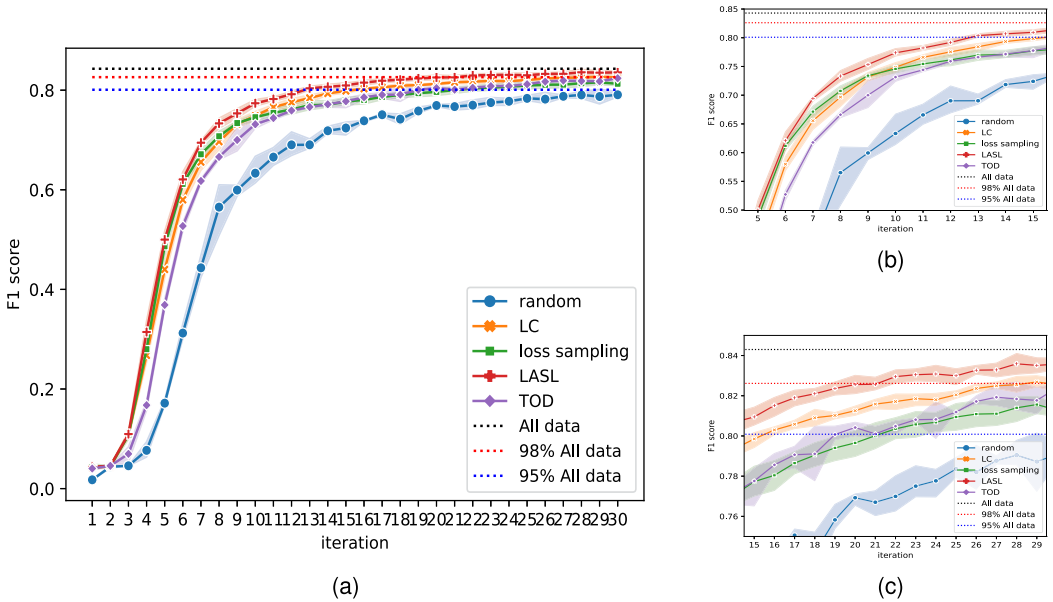 F1 score
0.8
0.6
0.4
0.2
0.0
random
LC
loss sampling
LASL
TOD
All data
98% All data
95% All data
1 2 3 4 5 6 7 8 9 10 11 12 13 14 15 16 17 18 19 20 21 22 23 24 25 26 27 28 29 30
iteration
(a)
F1 score
0.85
0.80
0.75
0.70
0.65
0.60
0.55
0.50
random
LC
loss sampling
LASL
TOD
All data
98% All data
95% All data
5 6 7 8 9 10 11 12 13 14 15
iteration
(b)
F1 score
0.84
0.82
0.80
0.78
0.76
random
LC
loss sampling
LASL
TOD
All data
98% All data
95% All data
15 16 17 18 19 20 21 22 23 24 25 26 27 28 29
iteration
(c)